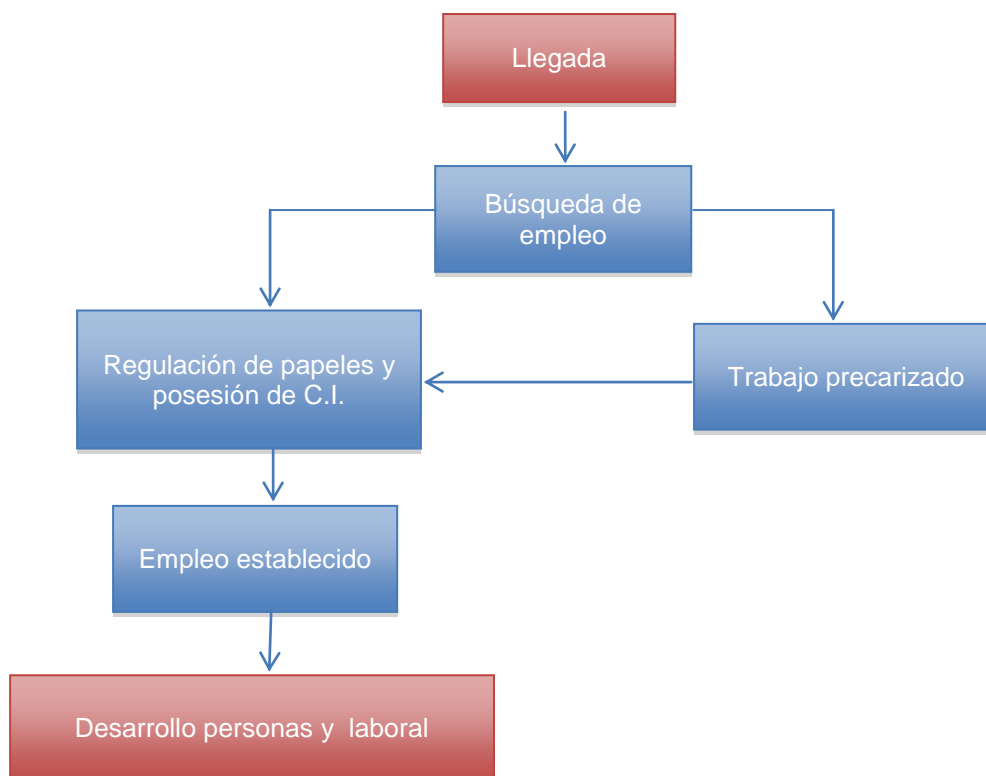 Llegada
Búsqueda de
empleo
Regulación de papeles y
posesión de C.I.
Trabajo precarizado
Empleo establecido
Desarrollo personas y  laboral